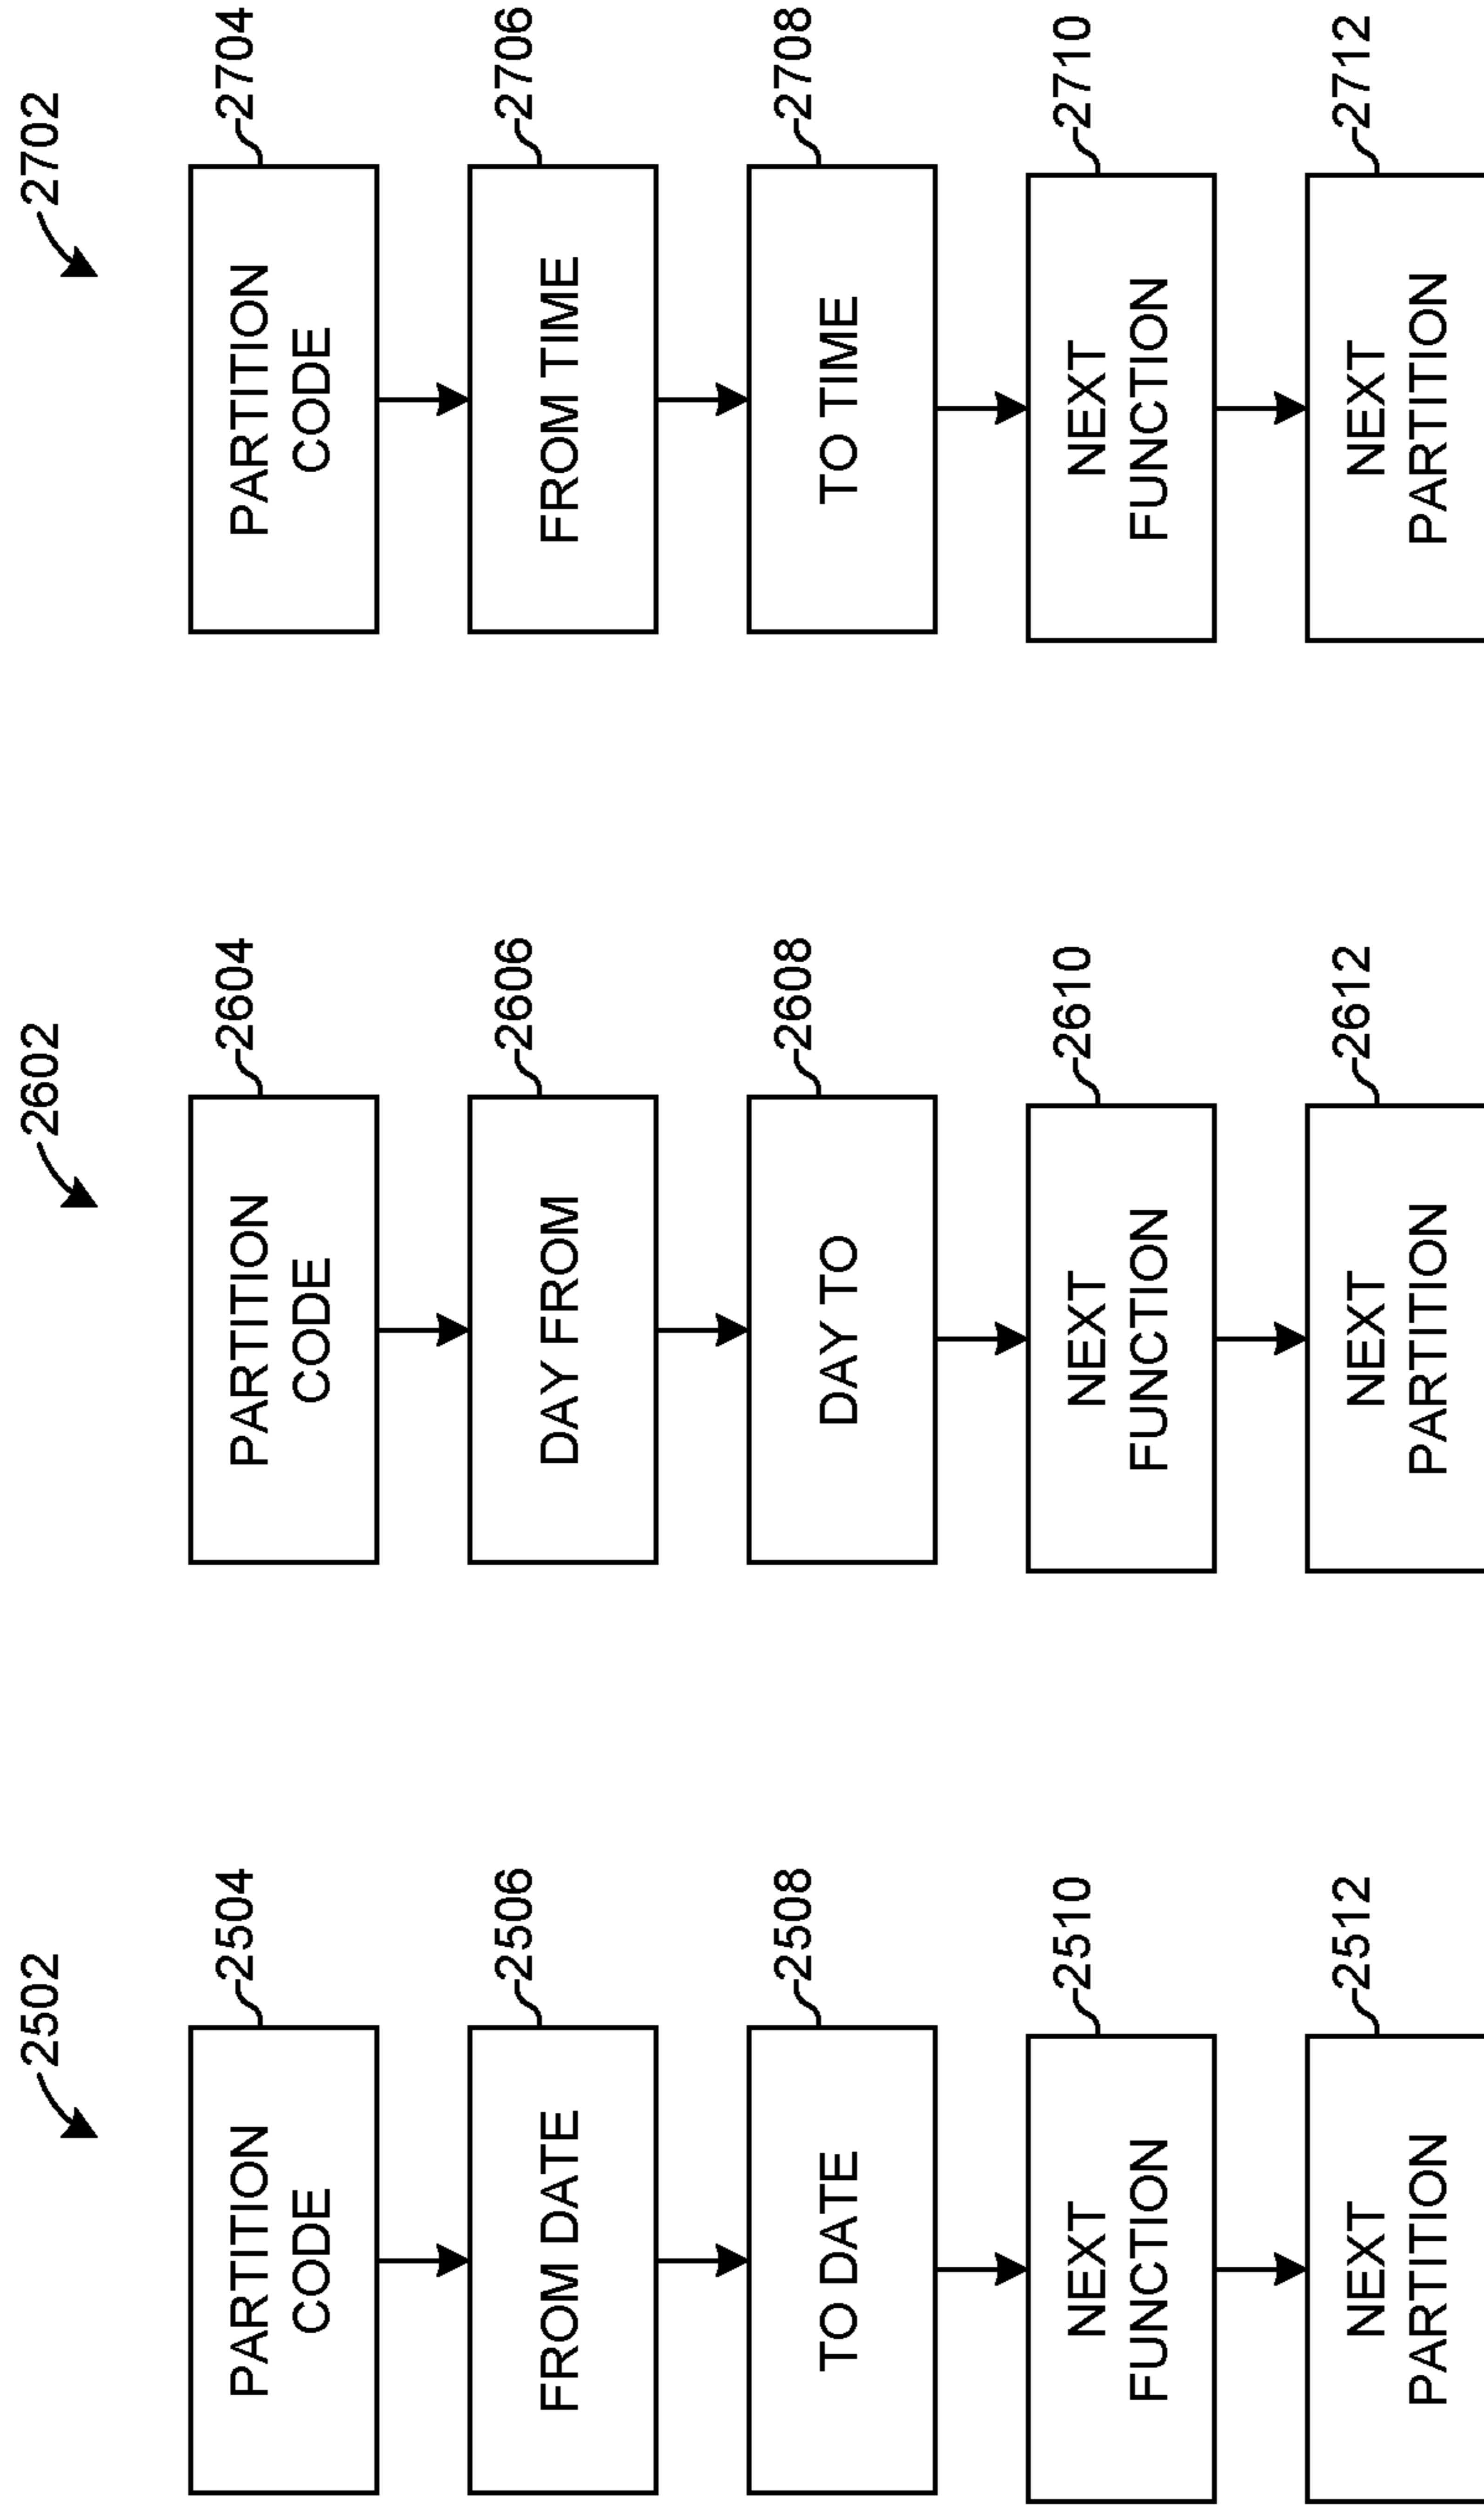 2502
PARTITION
CODE
2504
FROM DATE
2506
TO DATE
2508
NEXT
FUNCTION
2510
NEXT
PARTITION
2512
2602
PARTITION
CODE
2604
DAY FROM
2606
DAY TO
2608
NEXT
FUNCTION
2610
NEXT
PARTITION
2612
2702
PARTITION
CODE
2704
FROM TIME
2706
TO TIME
2708
NEXT
FUNCTION
2710
NEXT
PARTITION
2712